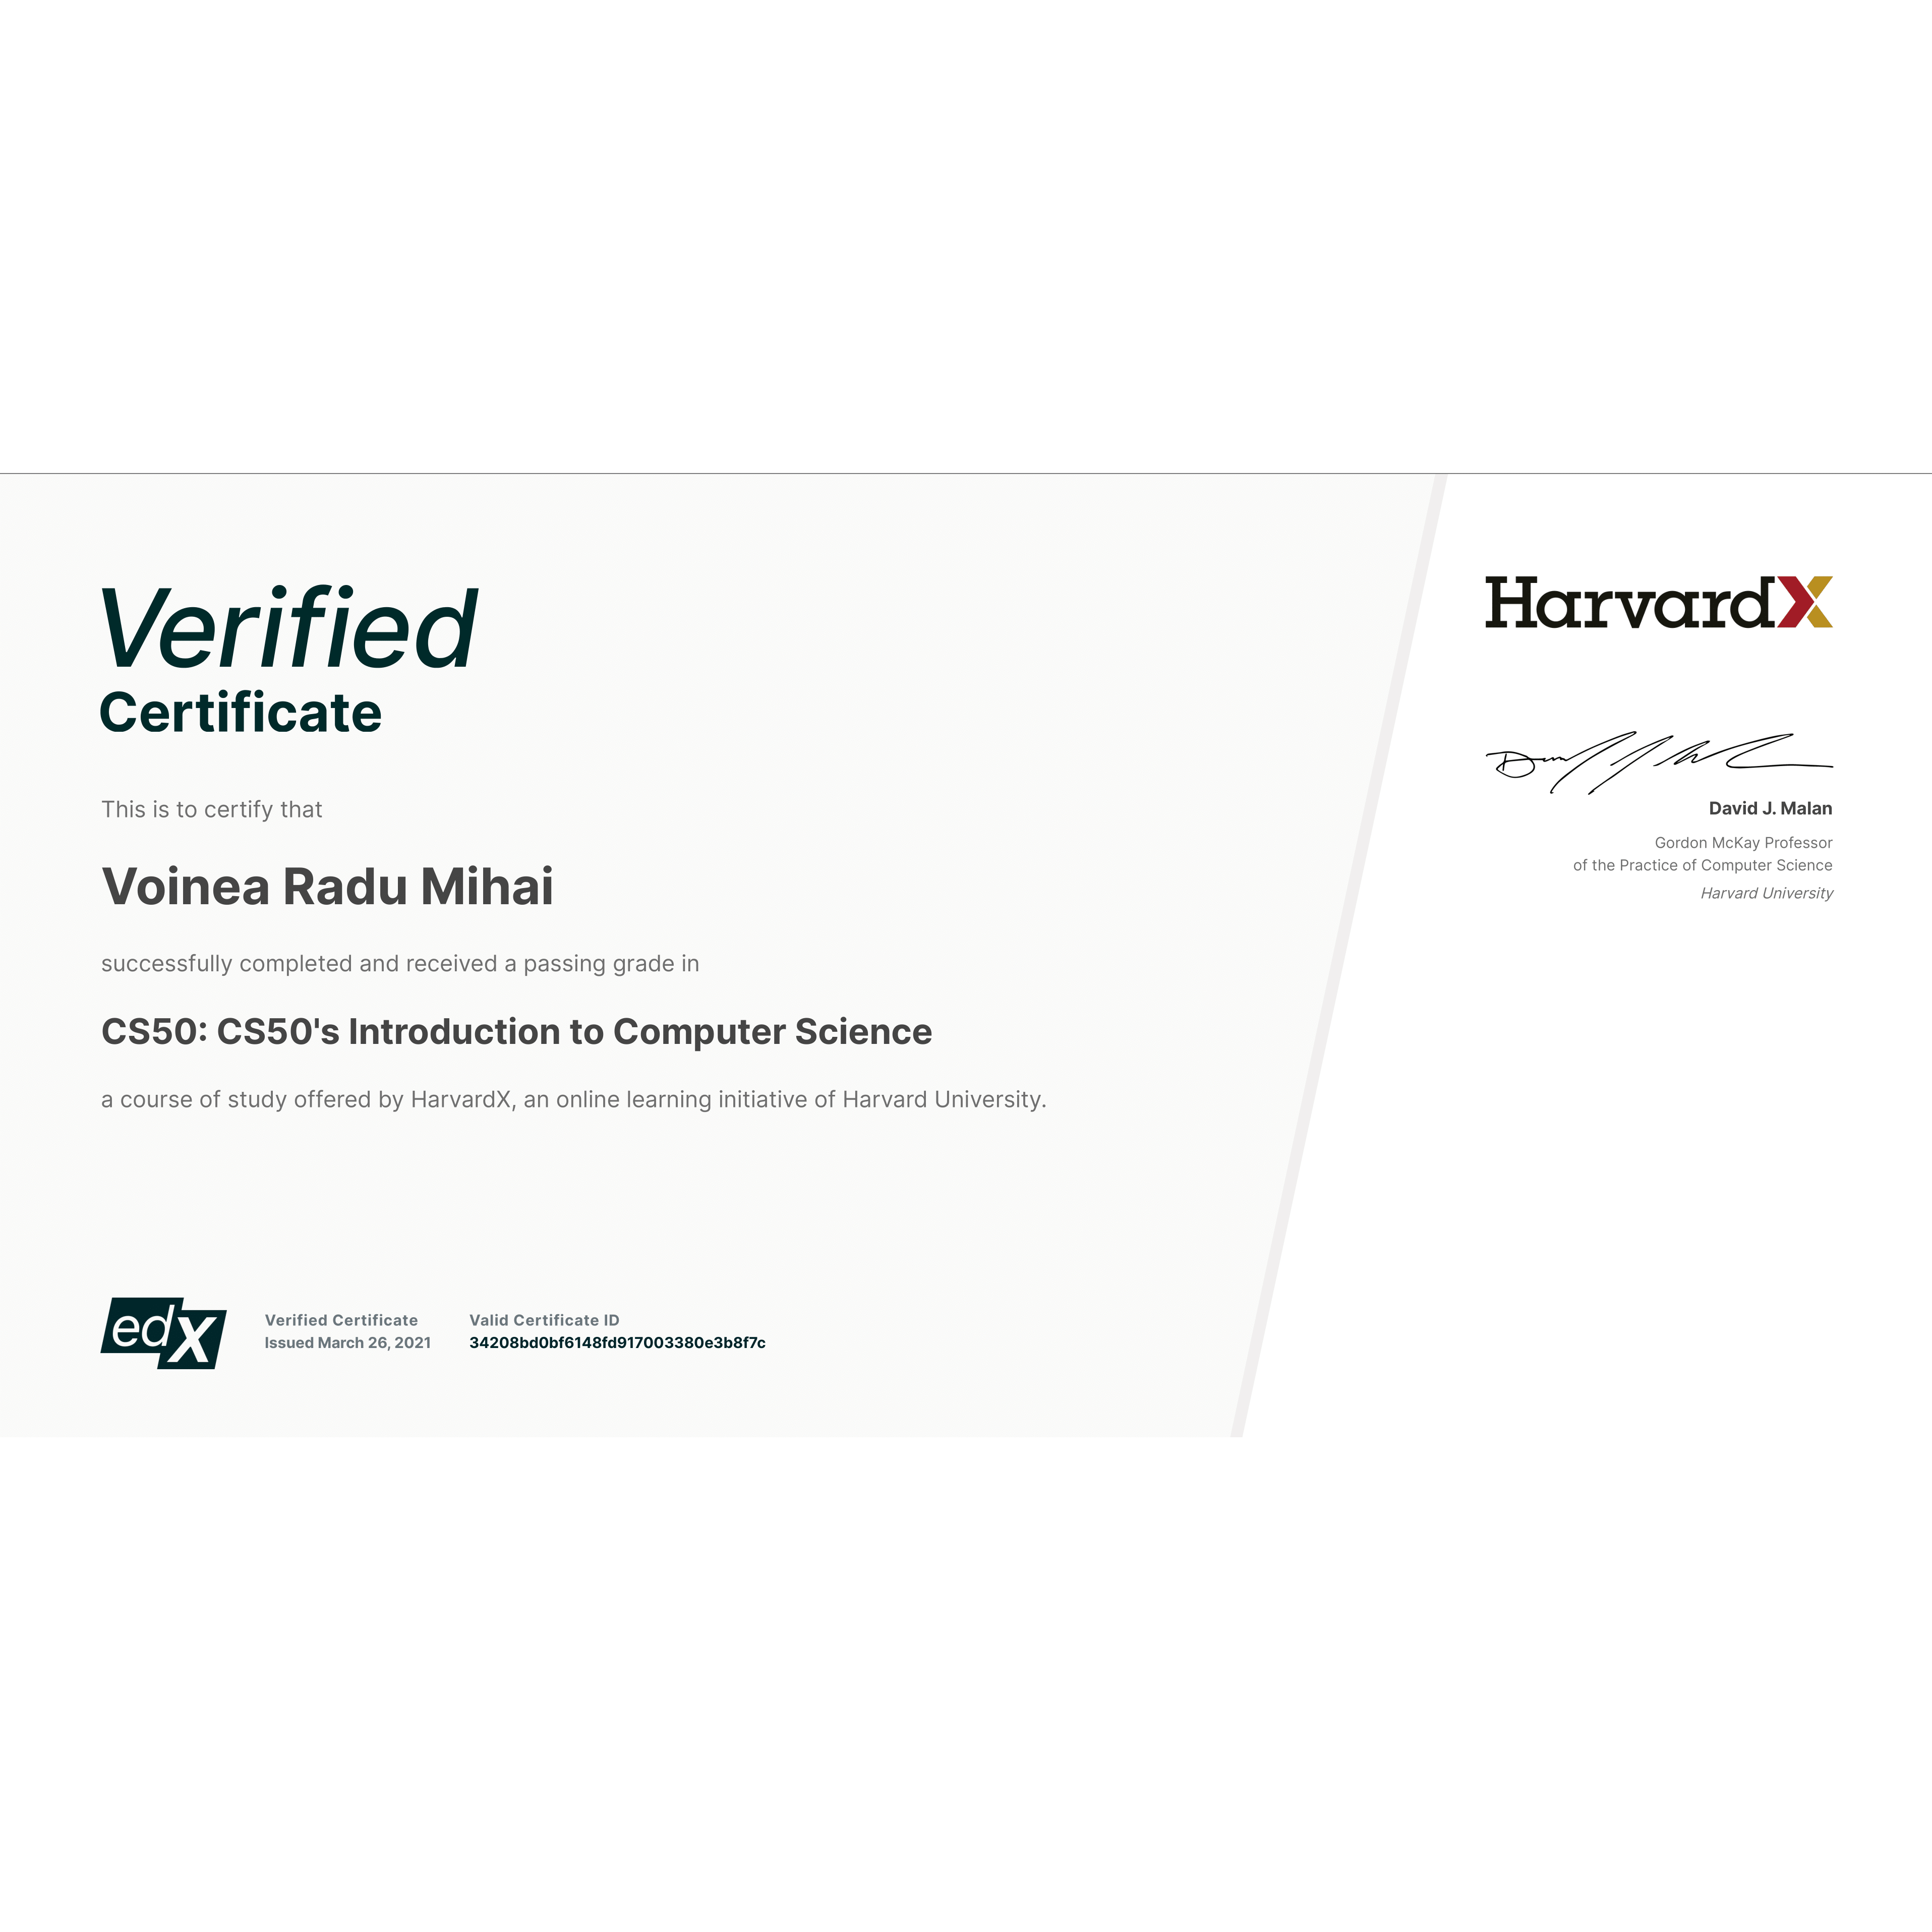 Verified
Certificate
This is to certify that
Voinea Radu Mihai
successfully completed and received a passing grade in
CS50: CS50's Introduction to Computer Science
a course of study offered by HarvardX, an online learning initiative of Harvard University.
edX
Verified Certificate
Issued March 26, 2021
Valid Certificate ID
34208bd0bf6148fd917003380e3b8f7c
HarvardX
David J. Malan
Gordon McKay Professor
of the Practice of Computer Science
Harvard University